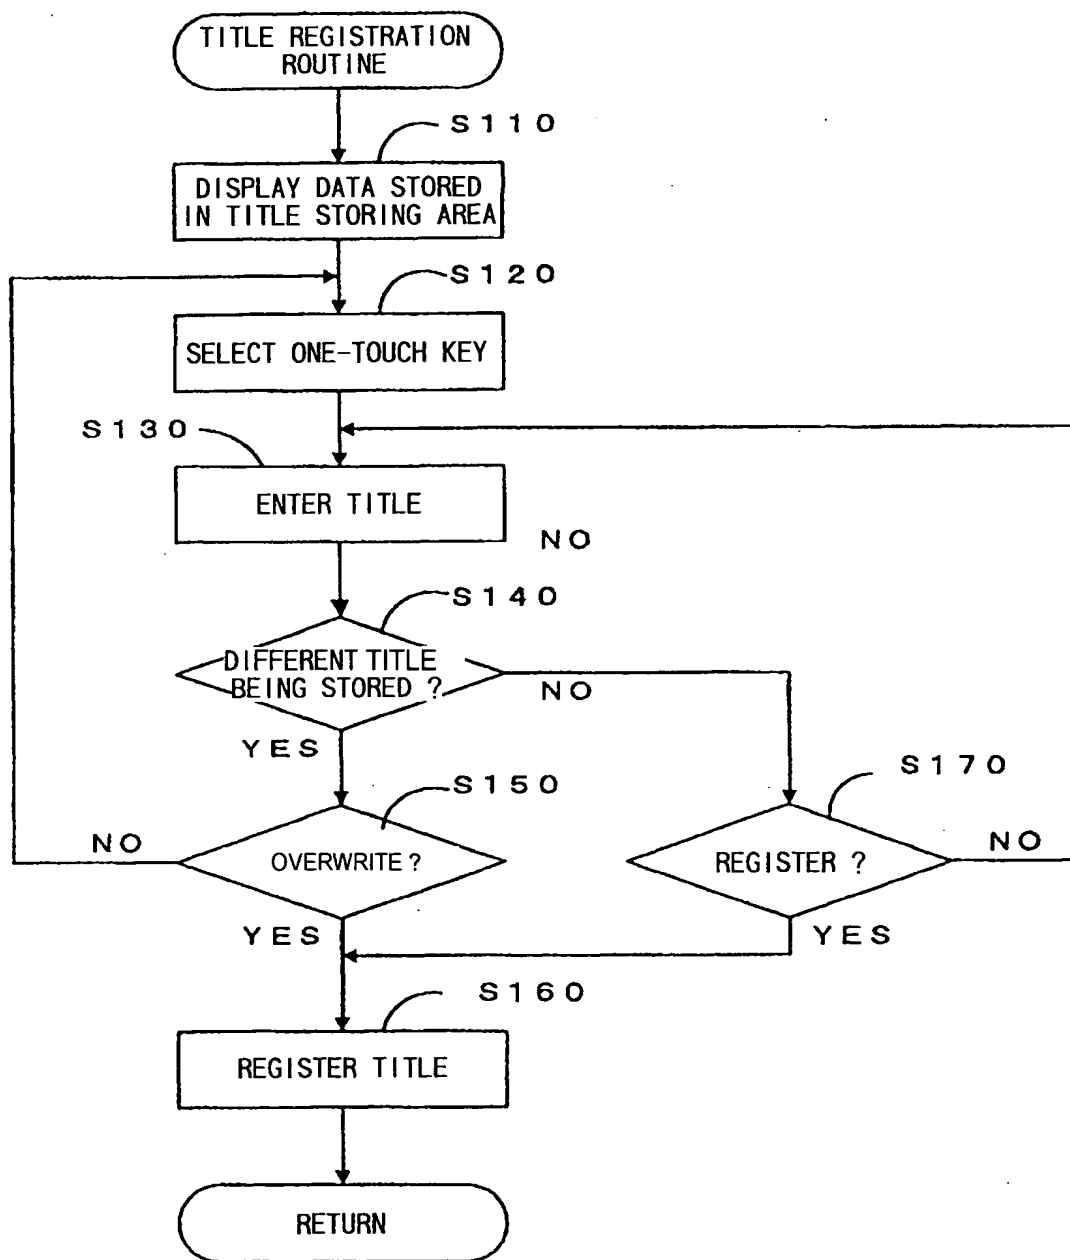 TITLE REGISTRATION
ROUTINE
S110
DISPLAY DATA STORED
IN TITLE STORING AREA
S120
SELECT ONE-TOUCH KEY
S130
ENTER TITLE
NO
S140
DIFFERENT TITLE
BEING STORED ?
NO
YES
S150
S170
NO
OVERWRITE ?
REGISTER ?
NO
YES
YES
S160
REGISTER TITLE
RETURN